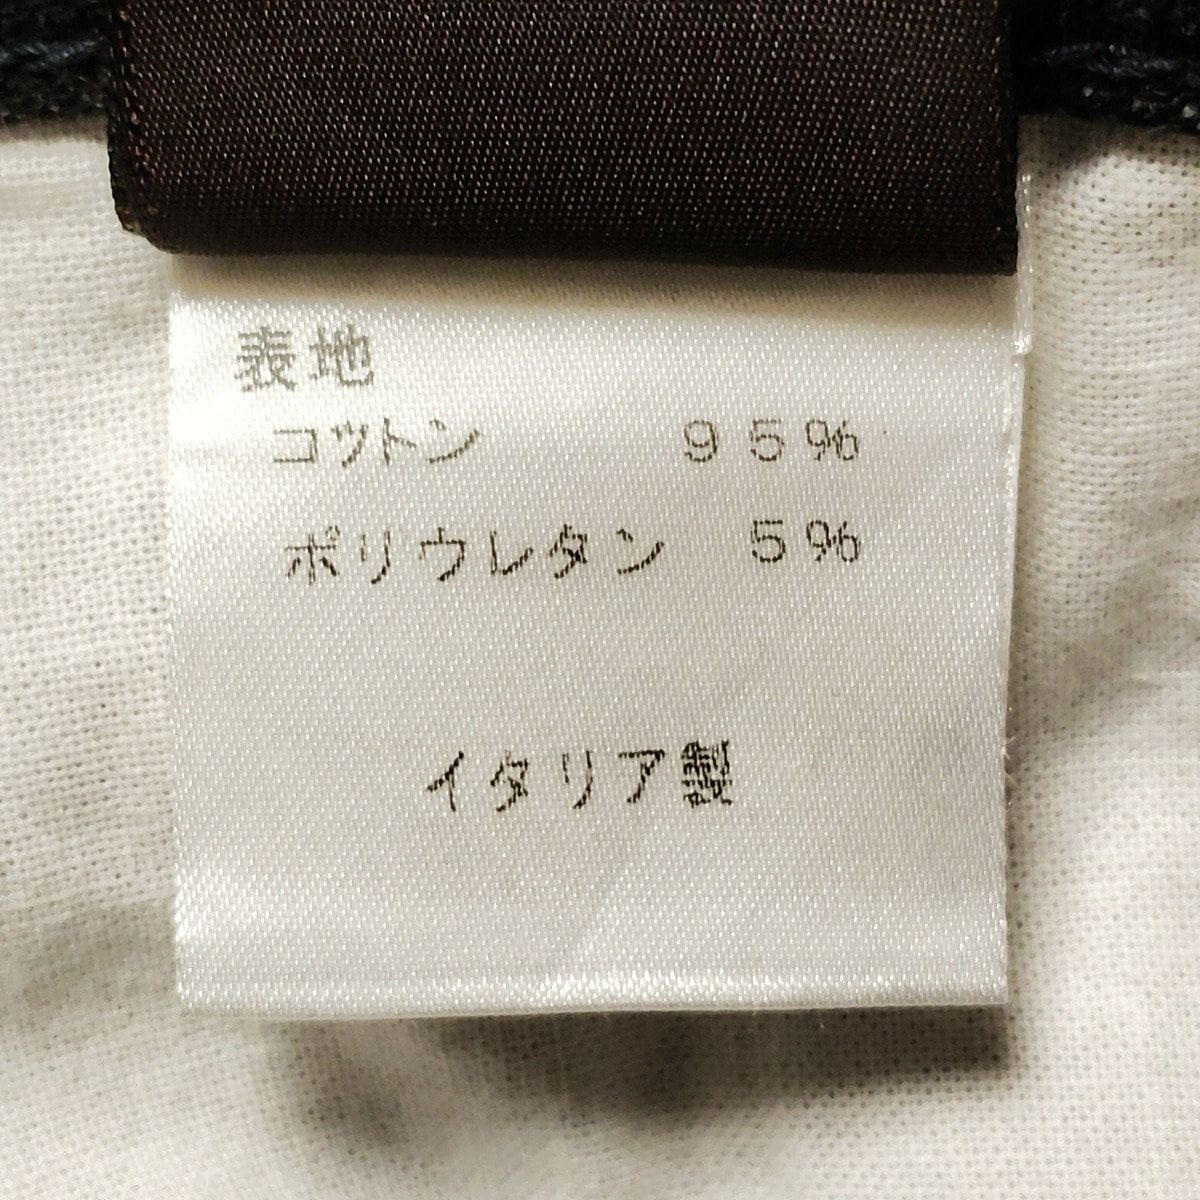 表地
コットン ９５％
ポリウレタン ５％
イタリア製